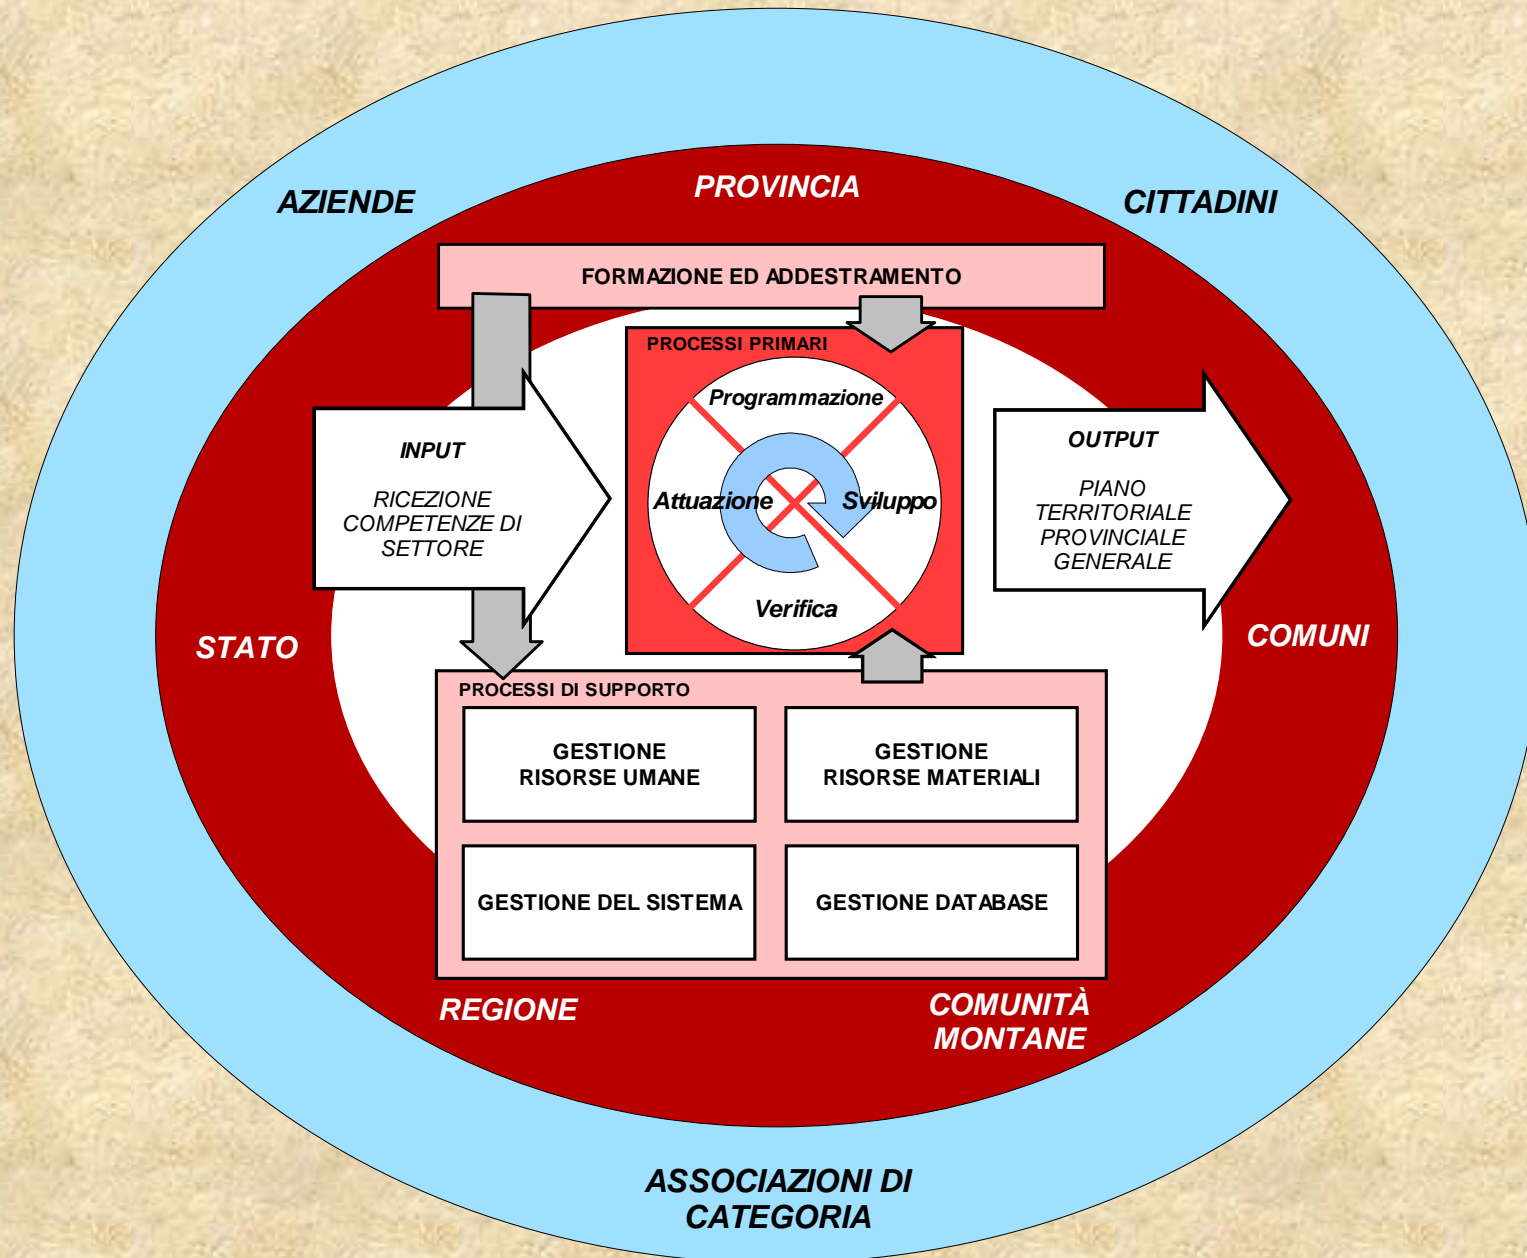 PROVINCIA
AZIENDE
CITTADINI
FORMAZIONE ED ADDESTRAMENTO
PROCESSI PRIMARI
Programmazione
INPUT
RICEZIONE
COMPETENZE DI
SETTORE
Attuazione
Sviluppo
Verifica
OUTPUT
PIANO
TERRITORIALE
PROVINCIALE
GENERALE
STATO
COMUNI
PROCESSI DI SUPPORTO
GESTIONE
RISORSE UMANE
GESTIONE
RISORSE MATERIALI
GESTIONE DEL SISTEMA
GESTIONE DATABASE
REGIONE
COMUNITÀ
MONTANE
ASSOCIAZIONI DI
CATEGORIA